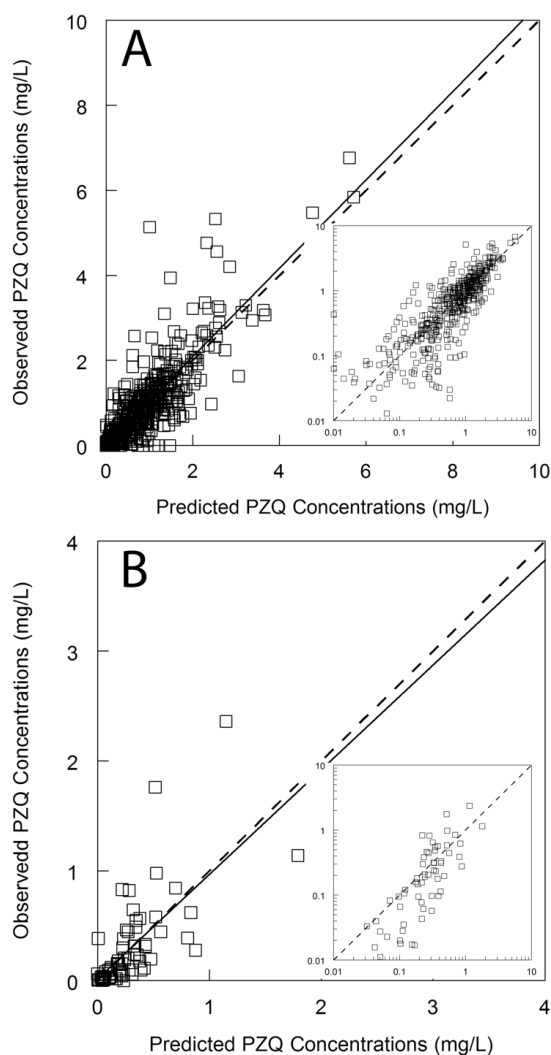 A
10
8
6
4
2
0
Observedd PZQ Concentrations (mg/L)
10
1
0.1
0.01
0.01 0.1 1 10
0 2 4 6 8 10
Predicted PZQ Concentrations (mg/L)
B
4
3
2
1
0
Observedd PZQ Concentrations (mg/L)
10
1
0.1
0.01
0.01 0.1 1 10
0 1 2 3 4
Predicted PZQ Concentrations (mg/L)